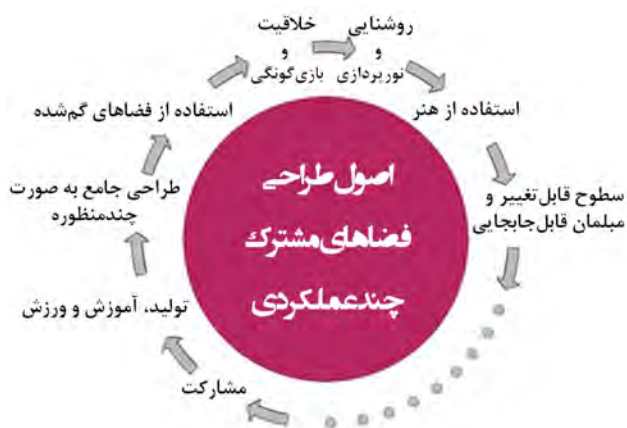 اصول طراحی
فضاهای مشترک
چندعملکردی
روشنایی
و
نورپردازی
استفاده از هنر
سطوح قابل‌تغییر و
مبلمان قابل‌جابجایی
مشارکت
تولید، آموزش و ورزش
طراحی جامع به صورت
چندمنظوره
استفاده از فضاهای گم‌شده
خلاقیت
و
بازی‌گونگی